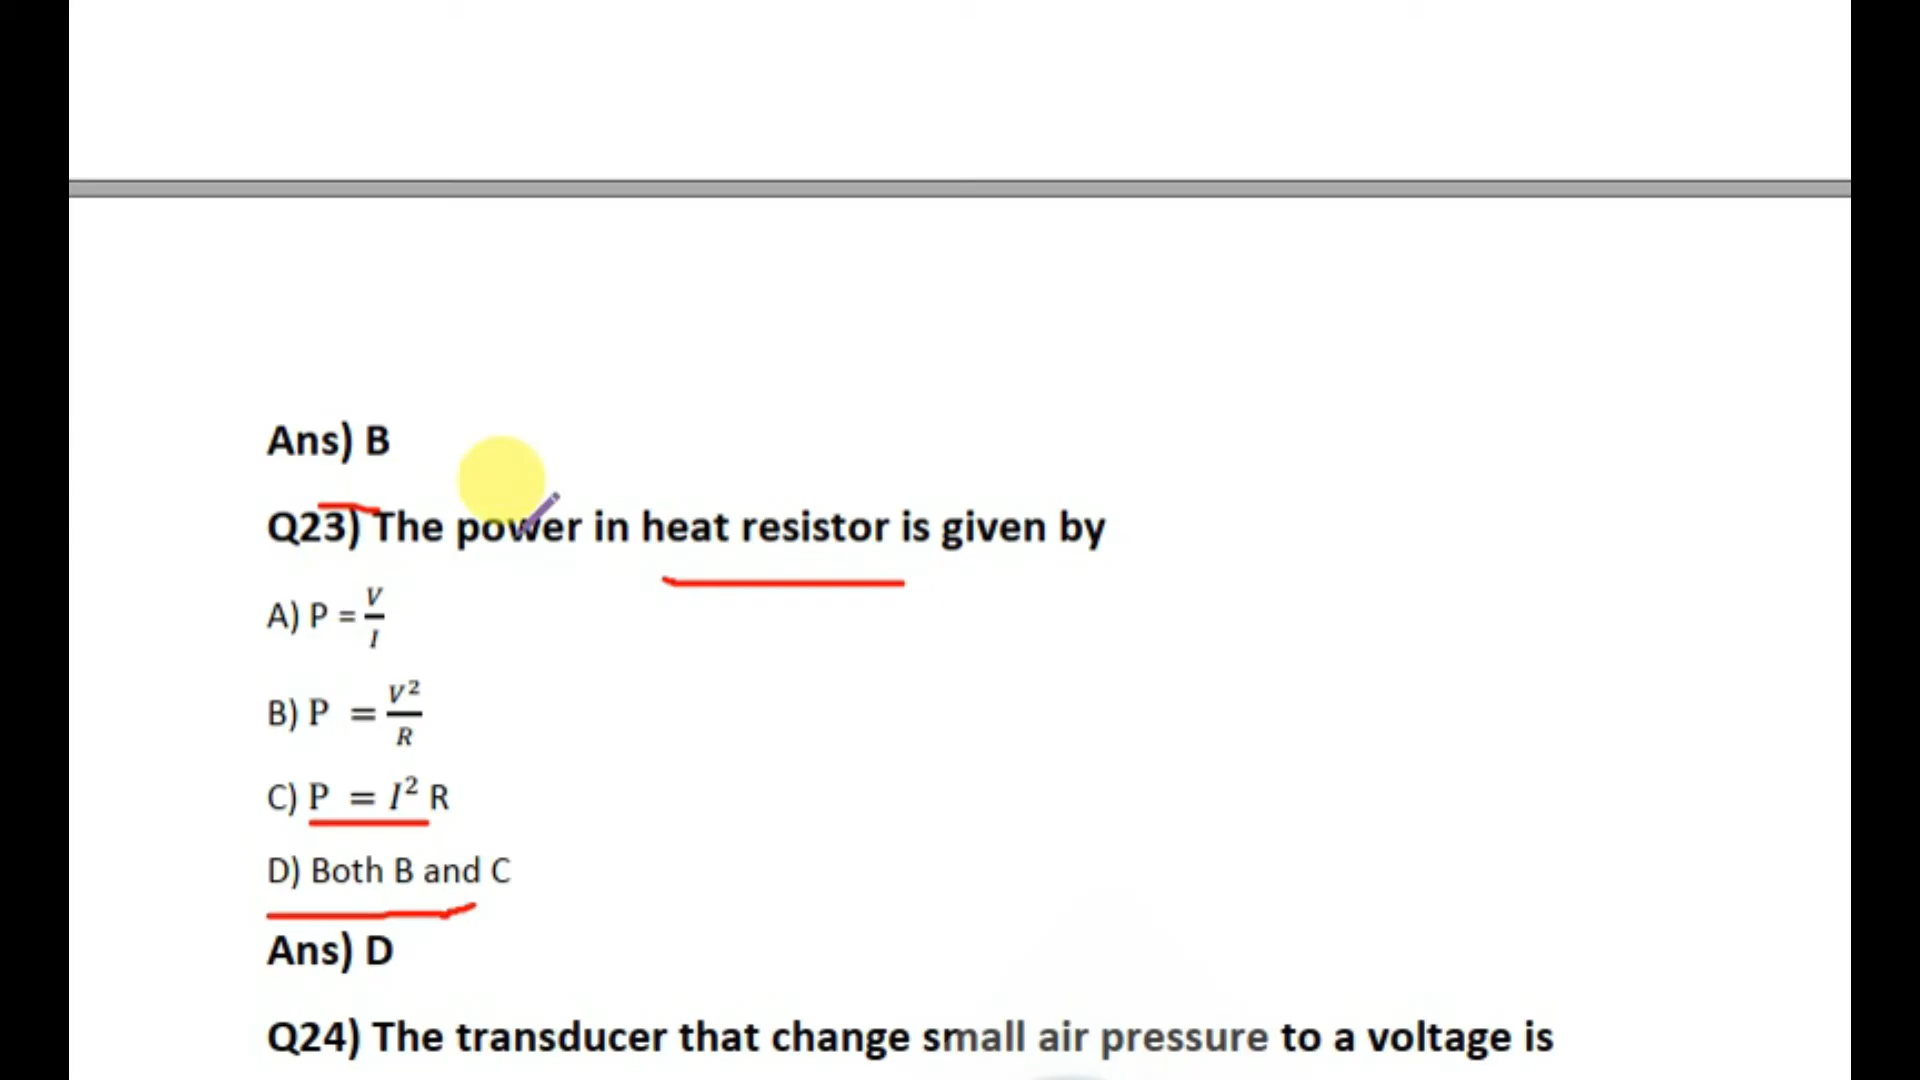 Ans) B
Q23) The power in heat resistor is given by
A) P = V/I
B) P = V²/R
C) P = I² R
D) Both B and C
Ans) D
Q24) The transducer that change small air pressure to a voltage is